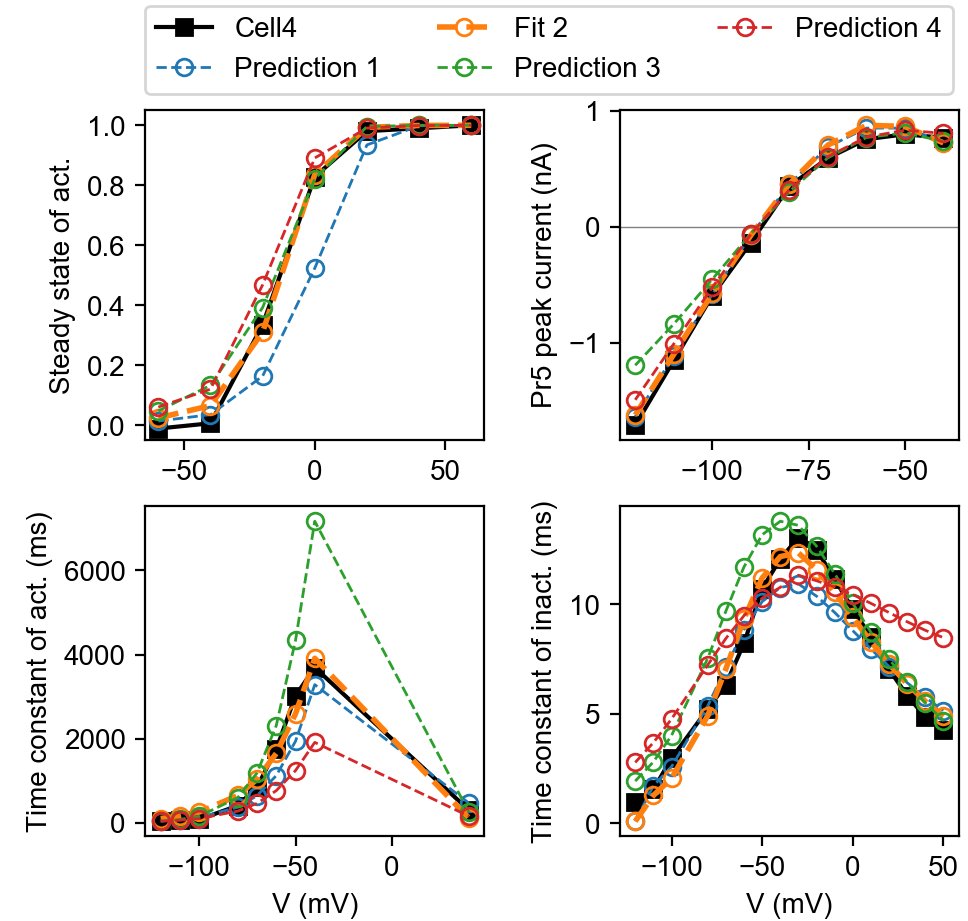 Cell4 Fit 2 Prediction 4
Prediction 1 Prediction 3
Steady state of act.
1.0
0.8
0.6
0.4
0.2
0.0
−50 0 50
Pr5 peak current (nA)
1
0
−1
−100 −75 −50
Time constant of act. (ms)
6000
4000
2000
0
−100 −50 0
V (mV)
Time constant of inact. (ms)
10
5
0
−100 −50 0 50
V (mV)